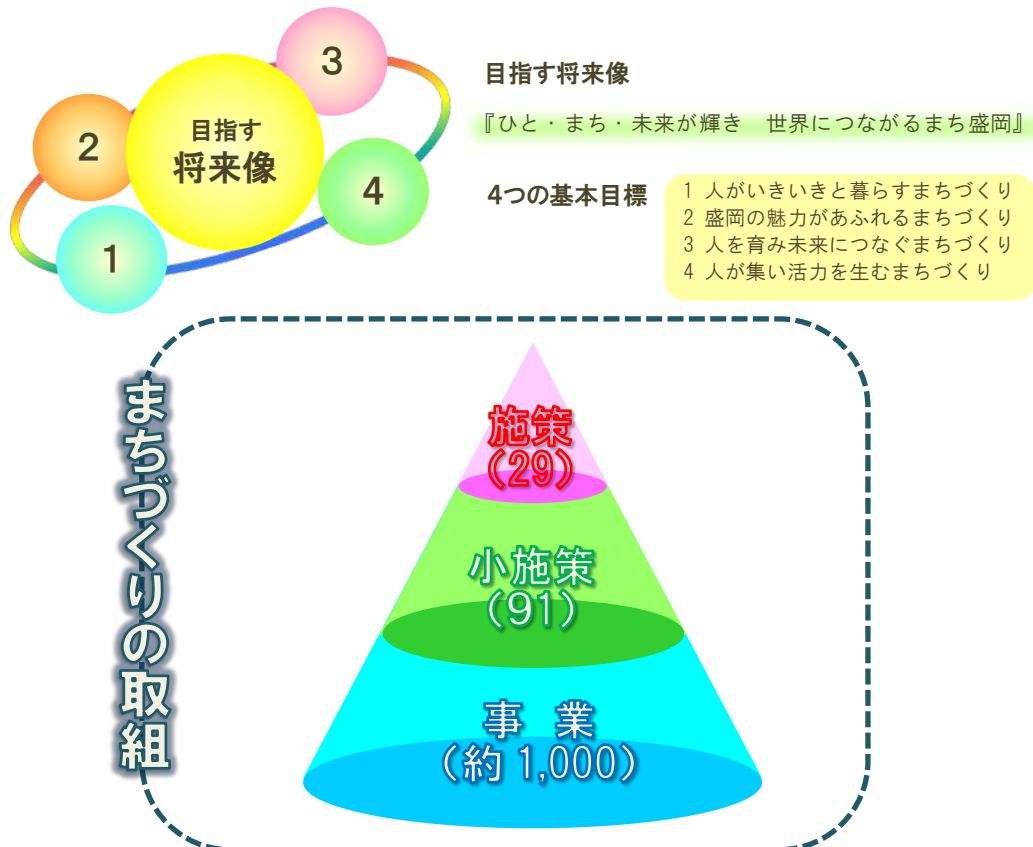 3
2
目指す
将来像
4
1
目指す将来像
『ひと・まち・未来が輝き　世界につながるまち盛岡』
4つの基本目標
1 人がいきいきと暮らすまちづくり
2 盛岡の魅力があふれるまちづくり
3 人を育み未来につなぐまちづくり
4 人が集い活力を生むまちづくり
まちづくりの取組
施策
(29)
小施策
(91)
事　業
(約 1,000)